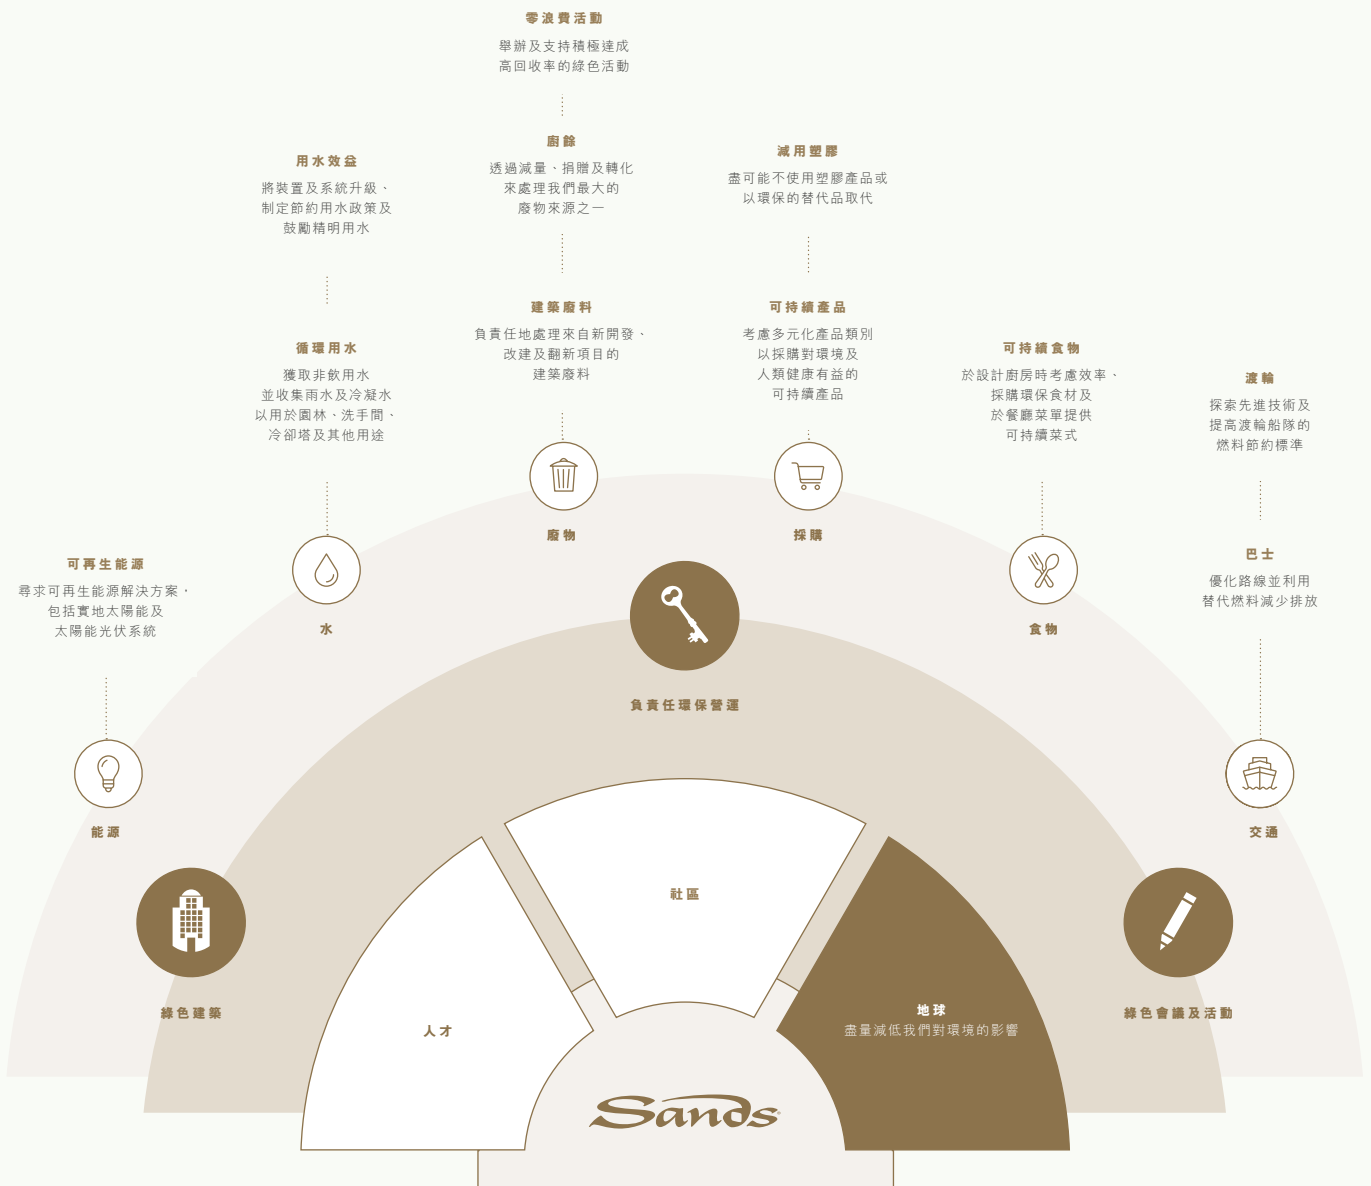 零浪費活動
舉辦及支持積極達成
高回收率的綠色活動
廚餘
透過減量、捐贈及轉化
來處理我們最大的
廢物來源之一
建築廢料
負責任地處理來自新開發、
改建及翻新項目的
建築廢料
廢物
用水效益
將裝置及系統升級、
制定節約用水政策及
鼓勵精明用水
循環用水
獲取非飲用水
並收集雨水及冷凝水
以用於園林、洗手間、
冷卻塔及其他用途
水
減用塑膠
盡可能不使用塑膠產品或
以環保的替代品取代
可持續產品
考慮多元化產品類別
以採購對環境及
人類健康有益的
可持續產品
採購
可持續食物
於設計廚房時考慮效率、
採購環保食材及
於餐廳菜單提供
可持續菜式
食物
渡輪
探索先進技術及
提高渡輪船隊的
燃料節約標準
巴士
優化路線並利用
替代燃料減少排放
交通
可再生能源
尋求可再生能源解決方案，
包括實地太陽能及
太陽能光伏系統
能源
負責任環保營運
綠色建築
綠色會議及活動
人才
社區
地球
盡量減低我們對環境的影響
Sands